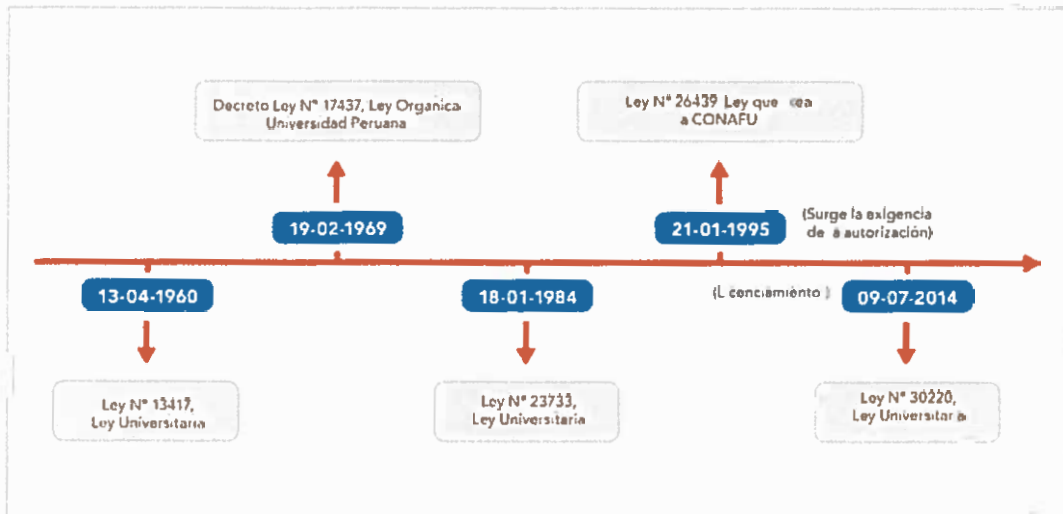 Decreto Ley N° 17437, Ley Organica
Universidad Peruana
Ley N° 26439 Ley que
a CONAFU
19-02-1969
21-01-1995
(Surge la exigencia
de a autorización)
13-04-1960
18-01-1984
(L cenciamiento )
09-07-2014
Ley N° 13417,
Ley Universitaria
Ley N° 23733,
Ley Universitaria
Ley N° 30220,
Ley Universitaria